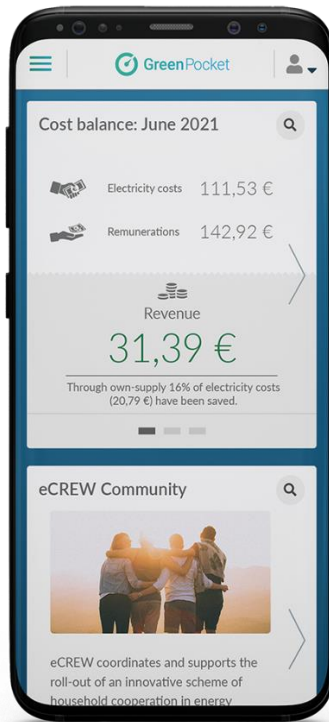 GreenPocket
Cost balance: June 2021
Electricity costs 111,53 €
Remunerations 142,92 €
Revenue
31,39 €
Through own-supply 16% of electricity costs
(20,79 €) have been saved.
eCREW Community
eCREW coordinates and supports the
roll-out of an innovative scheme of
household cooperation in energy